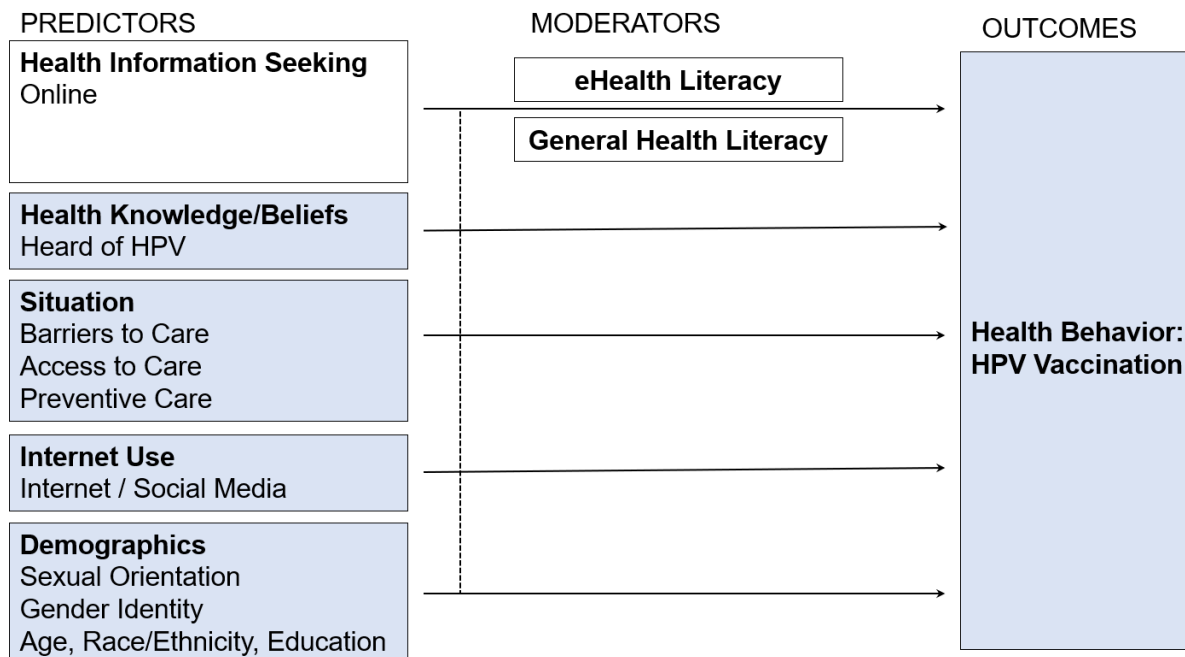 PREDICTORS
MODERATORS
OUTCOMES
Health Information Seeking
Online
eHealth Literacy
General Health Literacy
Health Knowledge/Beliefs
Heard of HPV
Situation
Barriers to Care
Access to Care
Preventive Care
Internet Use
Internet / Social Media
Demographics
Sexual Orientation
Gender Identity
Age, Race/Ethnicity, Education
Health Behavior:
HPV Vaccination